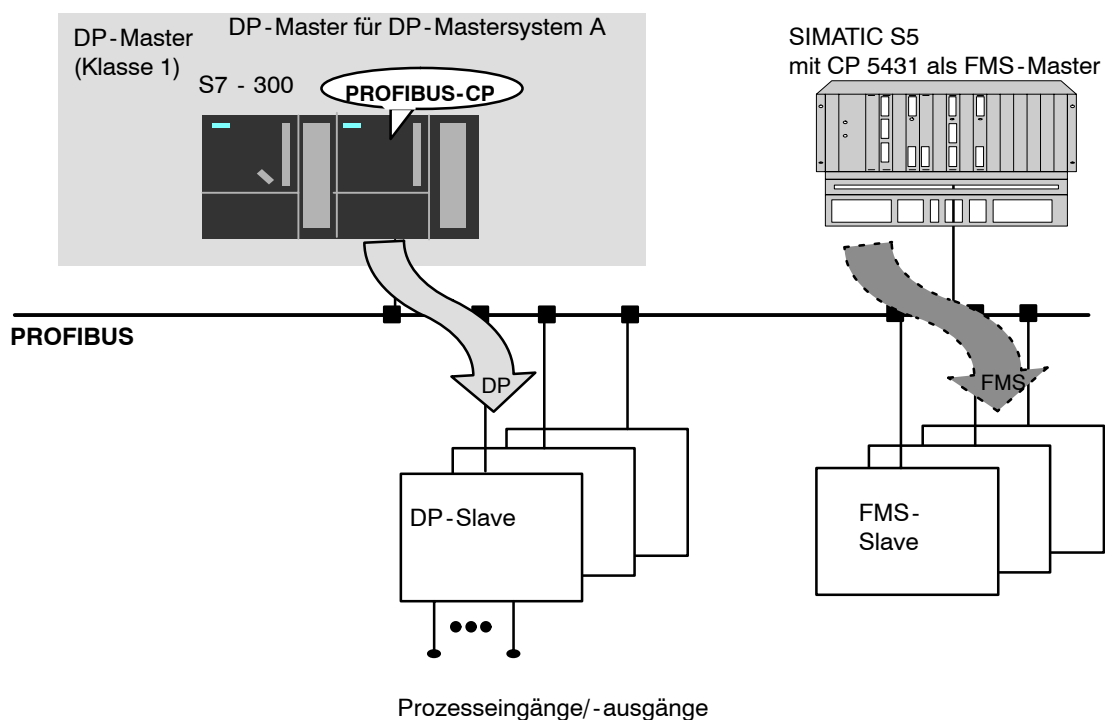 DP-Master für DP-Mastersystem A
DP-Master
(Klasse 1)
S7 - 300
PROFIBUS-CP
SIMATIC S5
mit CP 5431 als FMS-Master
PROFIBUS
DP
FMS
DP-Slave
FMS-
Slave
Prozesseingänge/-ausgänge